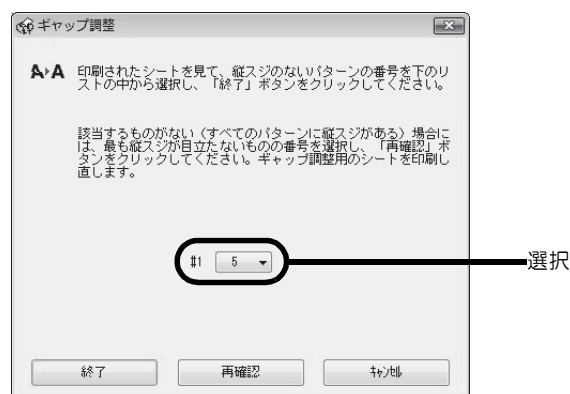 ギャップ調整
A▶A 印刷されたシートを見て、縦スジのないパターンの番号を下のリ
ストの中から選択し、「終了」ボタンをクリックしてください。
該当するものがない(すべてのパターンに縦スジがある)場合に
は、最も縦スジが目立たないものの番号を選択し、「再確認」ボ
タンをクリックしてください。ギャップ調整用のシートを印刷し
直します。
#1 5
選択
終了 再確認 キャンセル